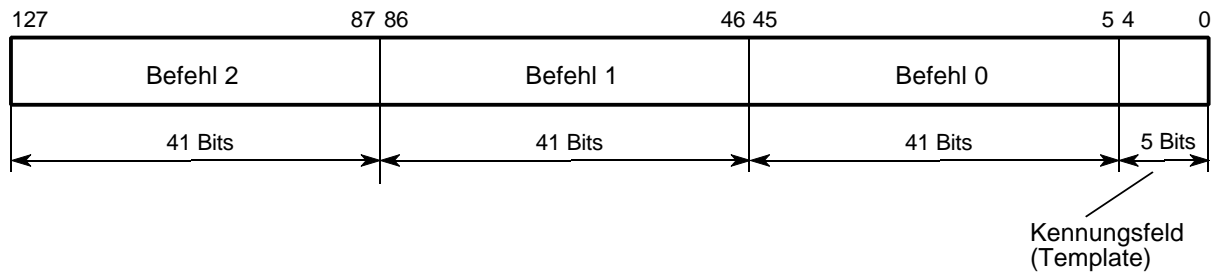 127 87 86 46 45 5 4 0
Befehl 2 Befehl 1 Befehl 0
41 Bits 41 Bits 41 Bits 5 Bits
Kennungsfeld
(Template)